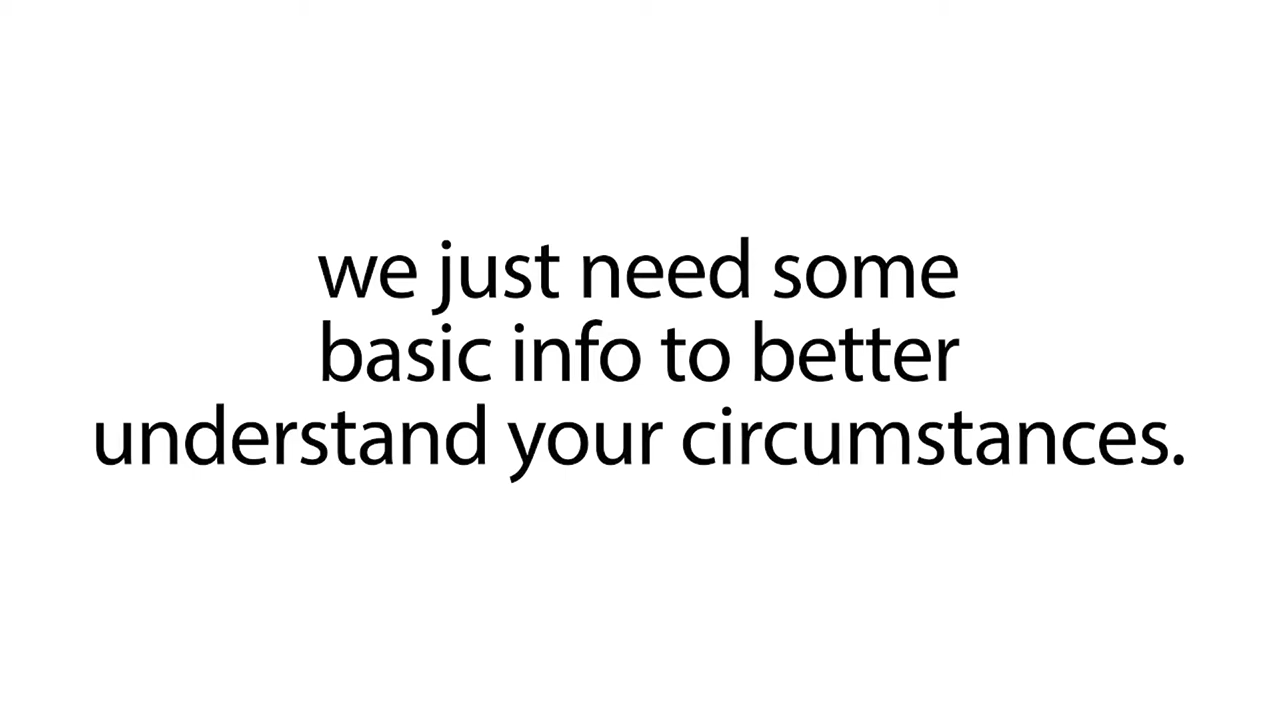 we just need some
basic info to better
understand your circumstances.